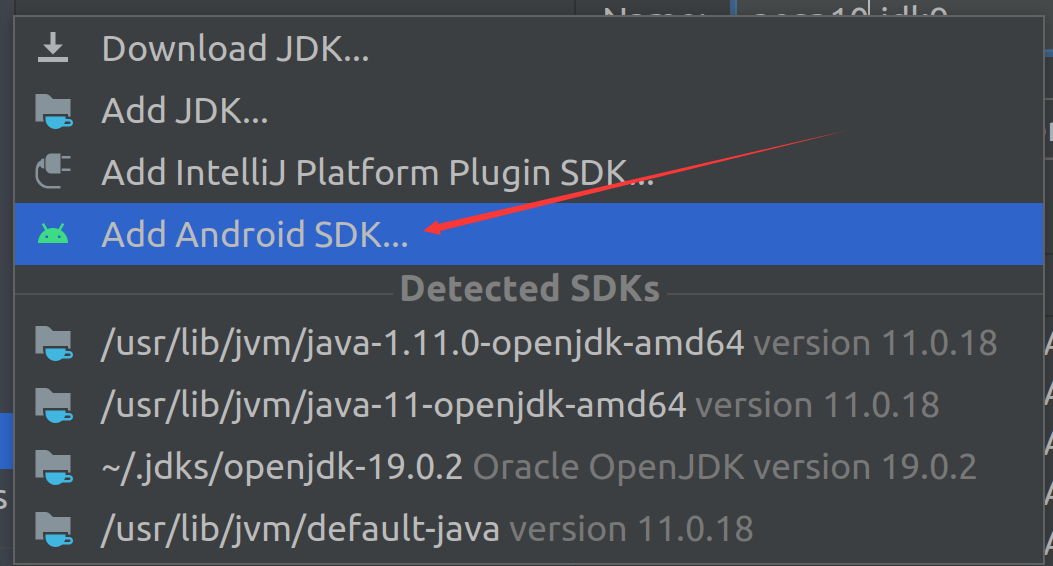 Download JDK...
Add JDK...
Add IntelliJ Platform Plugin SDK...
Add Android SDK...
Detected SDKs
/usr/lib/jvm/java-1.11.0-openjdk-amd64 version 11.0.18
/usr/lib/jvm/java-11-openjdk-amd64 version 11.0.18
~/.jdks/openjdk-19.0.2 Oracle OpenJDK version 19.0.2
/usr/lib/jvm/default-java version 11.0.18